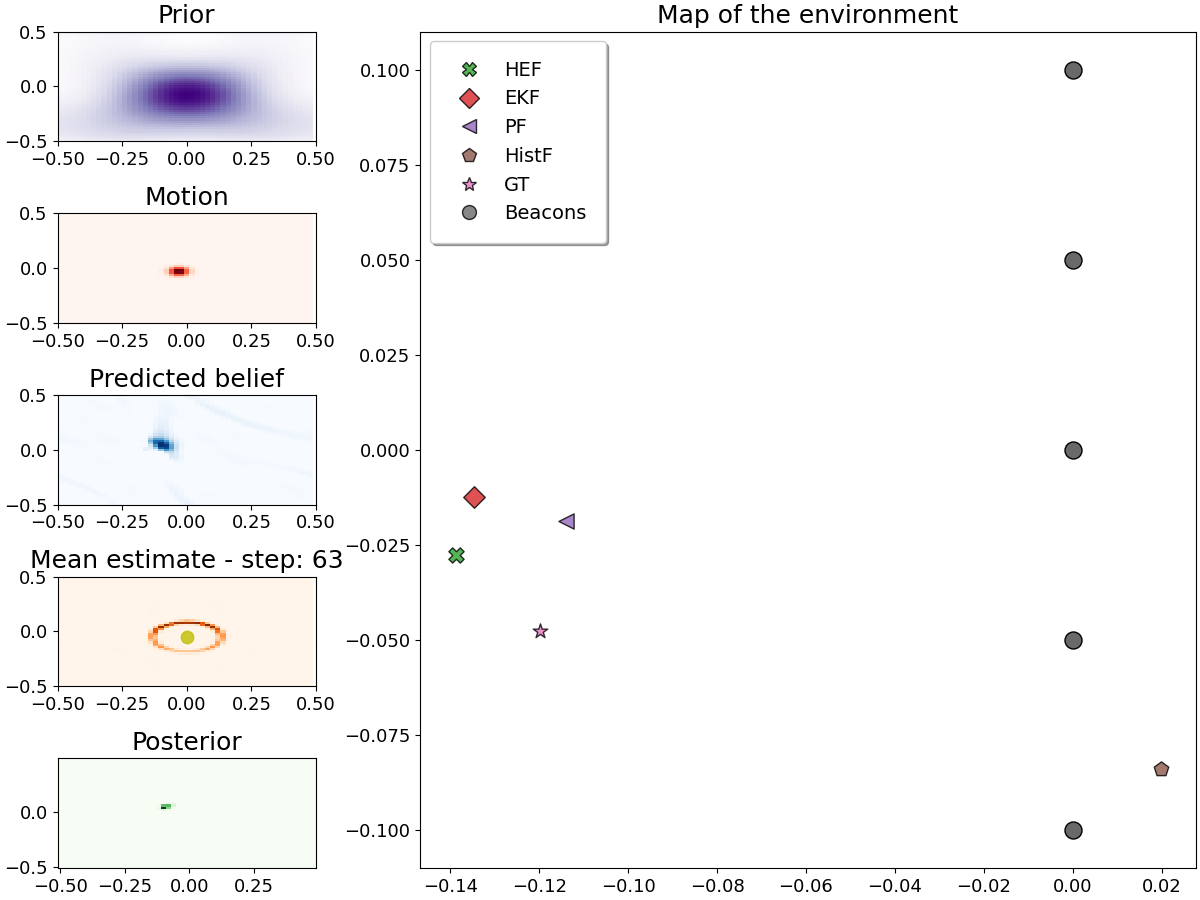 Prior
0.5
0.0
−0.5
−0.50 −0.25 0.00 0.25 0.50
Motion
0.5
0.0
−0.5
−0.50 −0.25 0.00 0.25 0.50
Predicted belief
0.5
0.0
−0.5
−0.50 −0.25 0.00 0.25 0.50
Mean estimate - step: 63
0.5
0.0
−0.5
−0.50 −0.25 0.00 0.25 0.50
Posterior
0.0
−0.5
−0.50 −0.25 0.00 0.25
Map of the environment
HEF
EKF
PF
HistF
GT
Beacons
0.100
0.075
0.050
0.025
0.000
−0.025
−0.050
−0.075
−0.100
−0.14 −0.12 −0.10 −0.08 −0.06 −0.04 −0.02 0.00 0.02